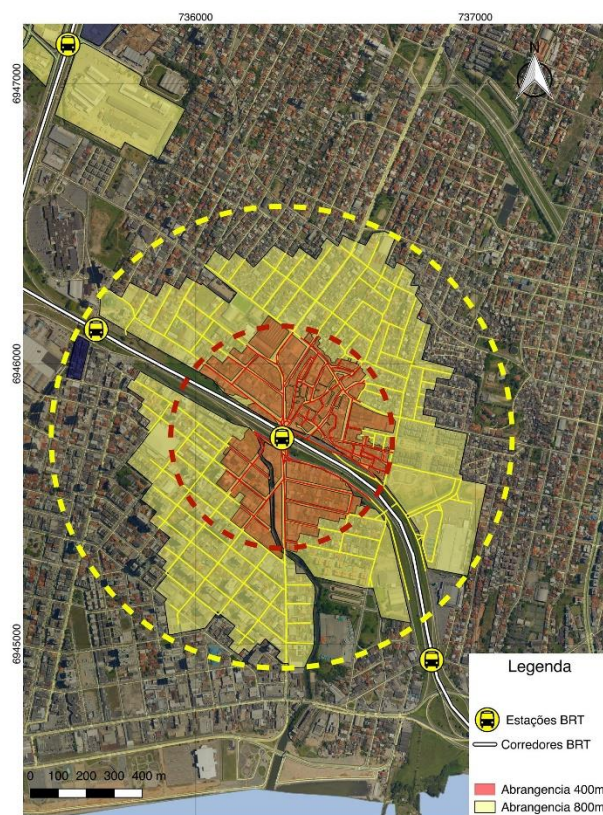 736000
737000
6947000
N
6946000
6945000
Legenda
Estações BRT
Corredores BRT
0 100 200 300 400 m
Abrangencia 400m
Abrangencia 800m